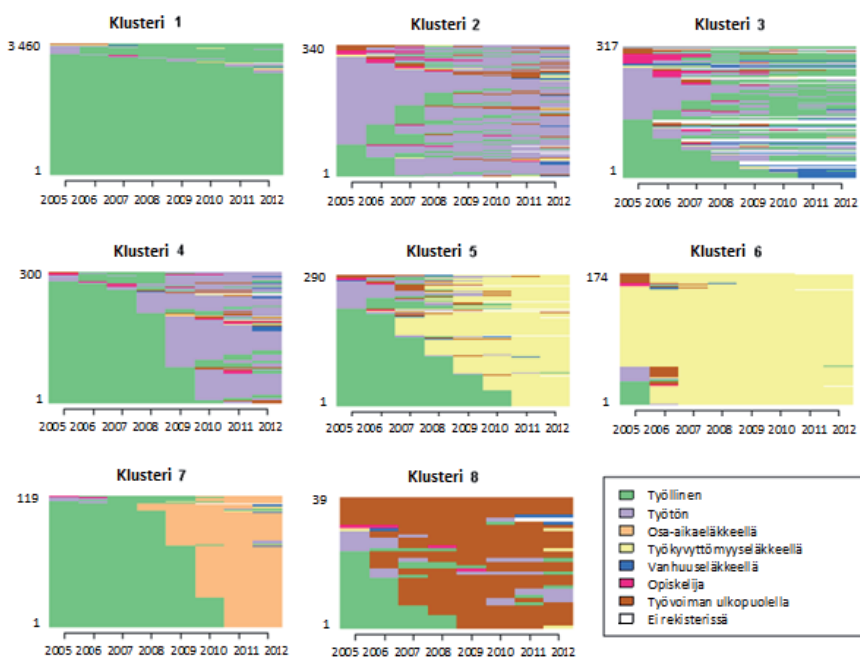 Klusteri 1
3 460
1
2005 2006 2007 2008 2009 2010 2011 2012
Klusteri 2
340
1
2005 2006 2007 2008 2009 2010 2011 2012
Klusteri 3
317
1
2005 2006 2007 2008 2009 2010 2011 2012
Klusteri 4
300
1
2005 2006 2007 2008 2009 2010 2011 2012
Klusteri 5
290
1
2005 2006 2007 2008 2009 2010 2011 2012
Klusteri 6
174
1
2005 2006 2007 2008 2009 2010 2011 2012
Klusteri 7
119
1
2005 2006 2007 2008 2009 2010 2011 2012
Klusteri 8
39
1
2005 2006 2007 2008 2009 2010 2011 2012
Työllinen
Työtön
Osa-aikaeläkkeellä
Työkyvyttömyyseläkkeellä
Vanhuuseläkkeellä
Opiskelija
Työvoiman ulkopuolella
Ei rekisterissä